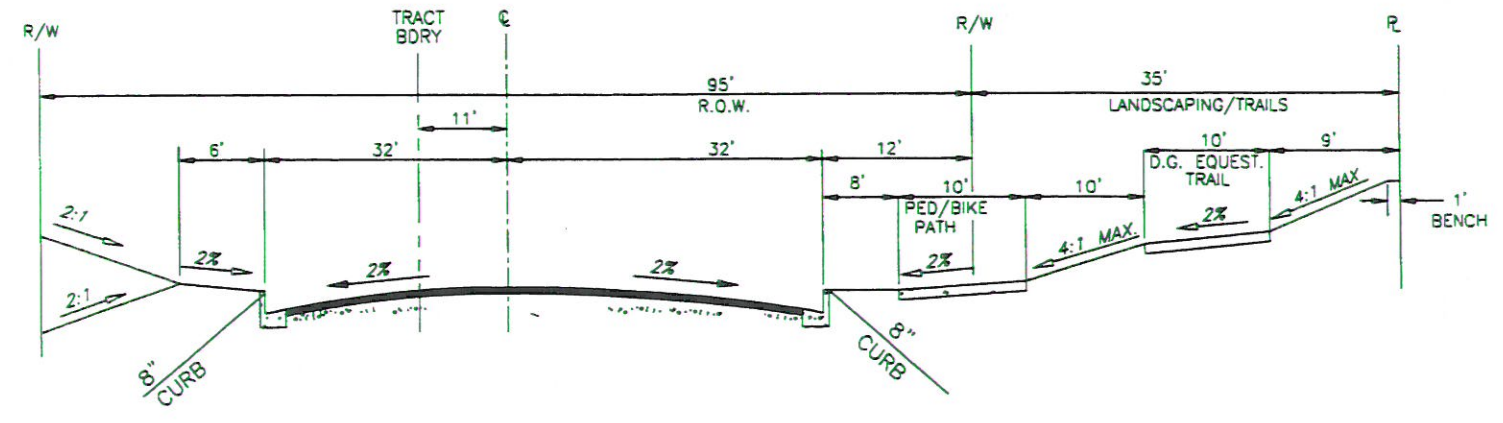 R/W
TRACT
BDRY
℄
R/W
PL
95'
R.O.W.
35'
LANDSCAPING/TRAILS
11'
6'
32'
32'
12'
10'
D.G. EQUEST.
TRAIL
9'
8'
10'
PED/BIKE
PATH
10'
4:1 MAX
1'
BENCH
2:1
2%
2%
2%
2%
4:1 MAX.
2%
2:1
8"
CURB
8"
CURB